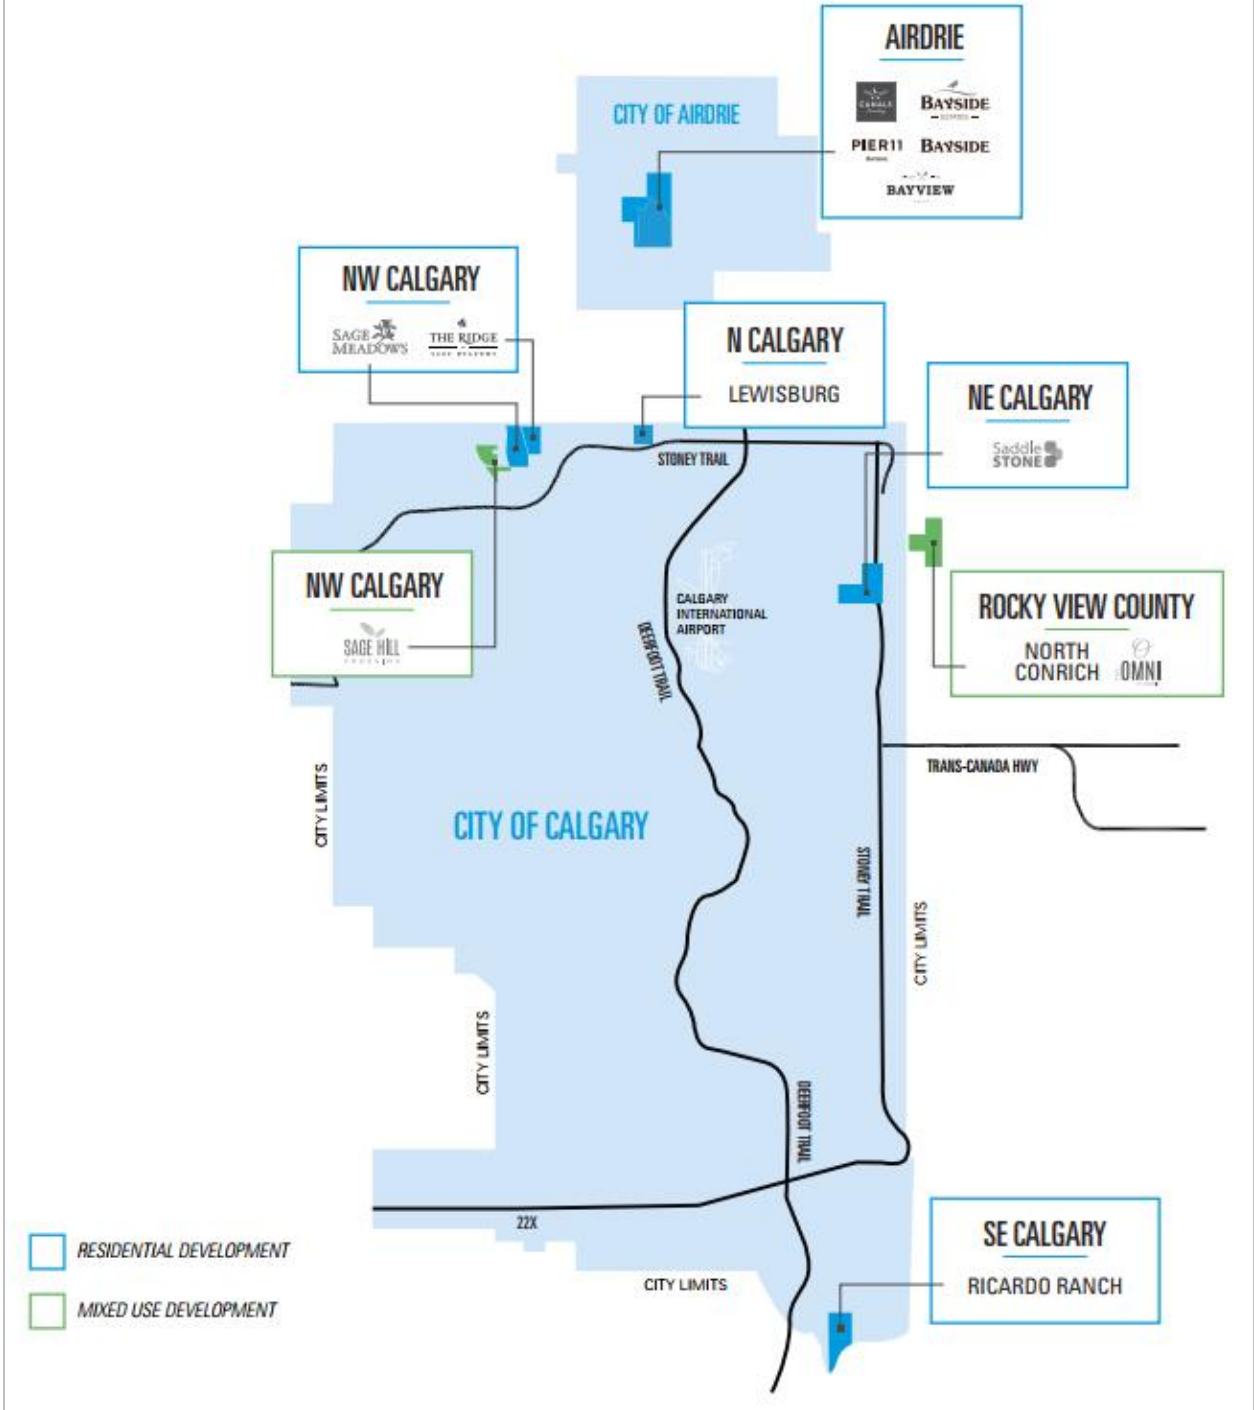 AIRDRIE
CANALS
BAYSIDE
PIER11
BAYSIDE
BAYVIEW
CITY OF AIRDRIE
NW CALGARY
SAGE
MEADOWS
THE RIDGE
N CALGARY
LEWISBURG
NE CALGARY
Saddle
STONE
STONEY TRAIL
NW CALGARY
SAGE HILL
CALGARY
INTERNATIONAL
AIRPORT
DEERFOOT TRAIL
ROCKY VIEW COUNTY
NORTH
CONRICH
OMNI
TRANS-CANADA HWY
CITY LIMITS
CITY OF CALGARY
STONEY TRAIL
CITY LIMITS
CITY LIMITS
DEERFOOT TRAIL
22X
SE CALGARY
RICARDO RANCH
CITY LIMITS
RESIDENTIAL DEVELOPMENT
MIXED USE DEVELOPMENT